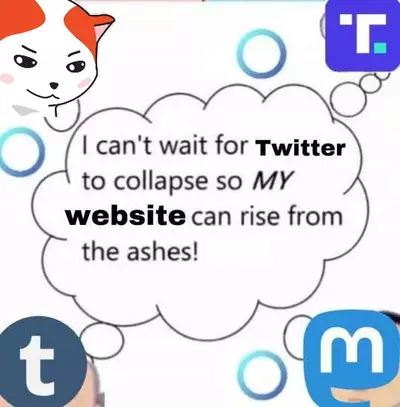 T.
I can't wait for Twitter
to collapse so MY
website can rise from
the ashes!
t
m